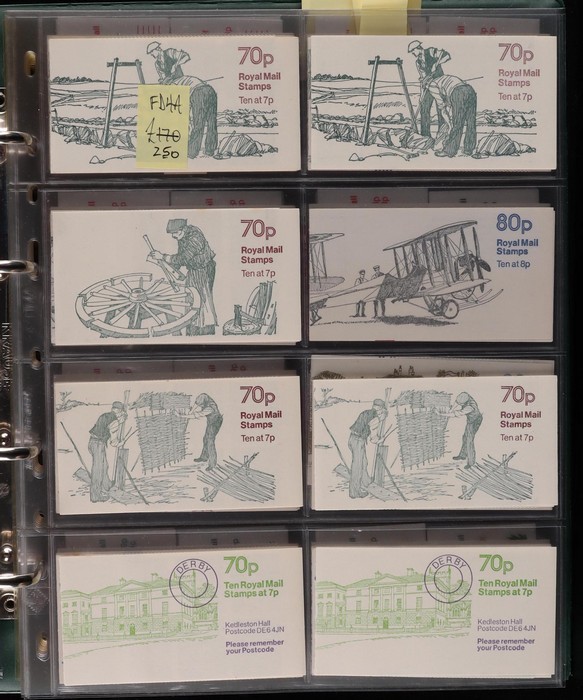 70p
Royal Mail
Stamps
Ten at 7p
FD4A
£170
250
70p
Royal Mail
Stamps
Ten at 7p
70p
Royal Mail
Stamps
Ten at 7p
80p
Royal Mail
Stamps
Ten at 8p
70p
Royal Mail
Stamps
Ten at 7p
70p
Royal Mail
Stamps
Ten at 7p
DERBY
70p
Ten Royal Mail
Stamps at 7p
Kedleston Hall
Postcode DE6 4JN
Please remember
your Postcode
DERBY
70p
Ten Royal Mail
Stamps at 7p
Kedleston Hall
Postcode DE6 4JN
Please remember
your Postcode